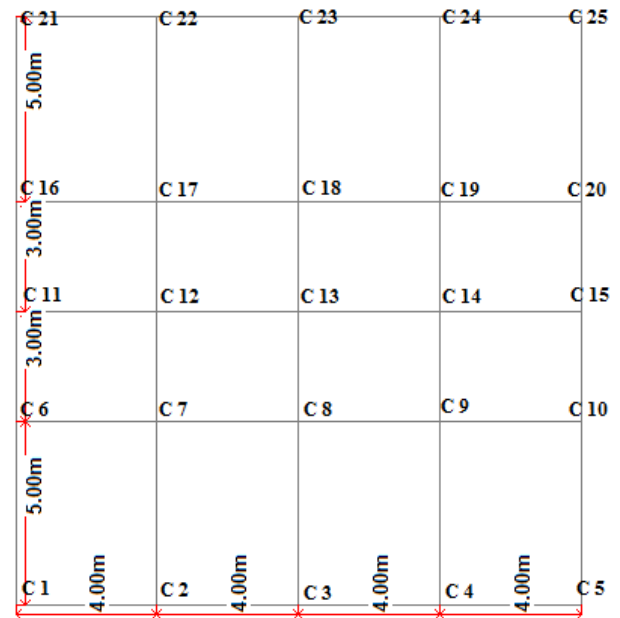 C 21 C 22 C 23 C 24 C 25
5.00m
C 16 C 17 C 18 C 19 C 20
3.00m
C 11 C 12 C 13 C 14 C 15
3.00m
C 6 C 7 C 8 C 9 C 10
5.00m
C 1 C 2 C 3 C 4 C 5
4.00m 4.00m 4.00m 4.00m